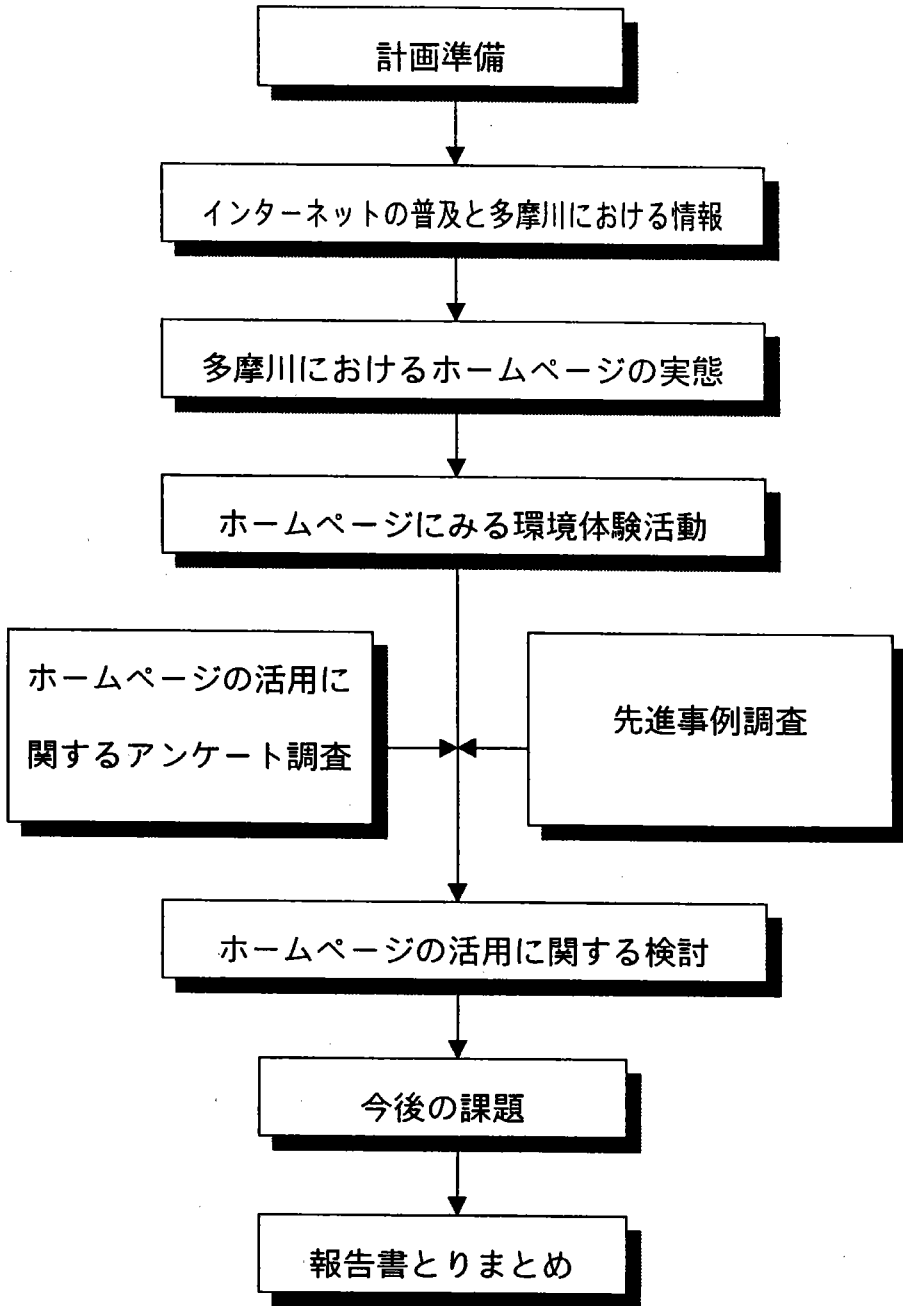 計画準備
インターネットの普及と多摩川における情報
多摩川におけるホームページの実態
ホームページにみる環境体験活動
ホームページの活用に
関するアンケート調査
先進事例調査
ホームページの活用に関する検討
今後の課題
報告書とりまとめ